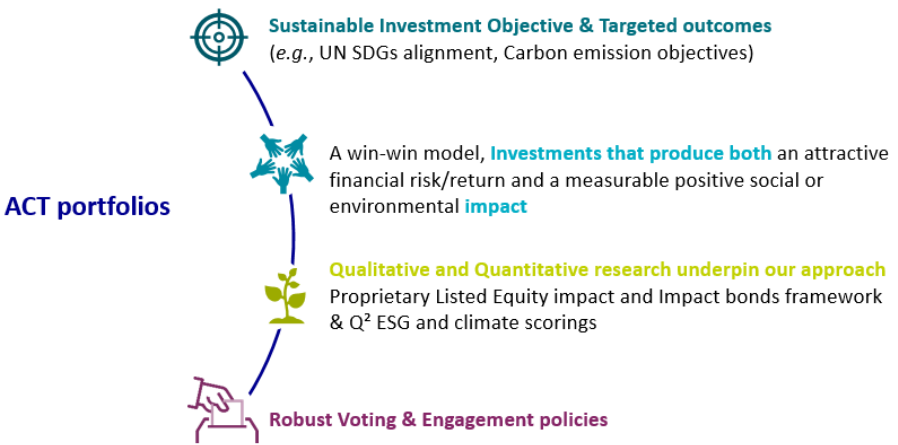 Sustainable Investment Objective & Targeted outcomes
(e.g., UN SDGs alignment, Carbon emission objectives)
A win-win model, Investments that produce both an attractive
financial risk/return and a measurable positive social or
environmental impact
ACT portfolios
Qualitative and Quantitative research underpin our approach
Proprietary Listed Equity impact and Impact bonds framework
& Q² ESG and climate scorings
Robust Voting & Engagement policies